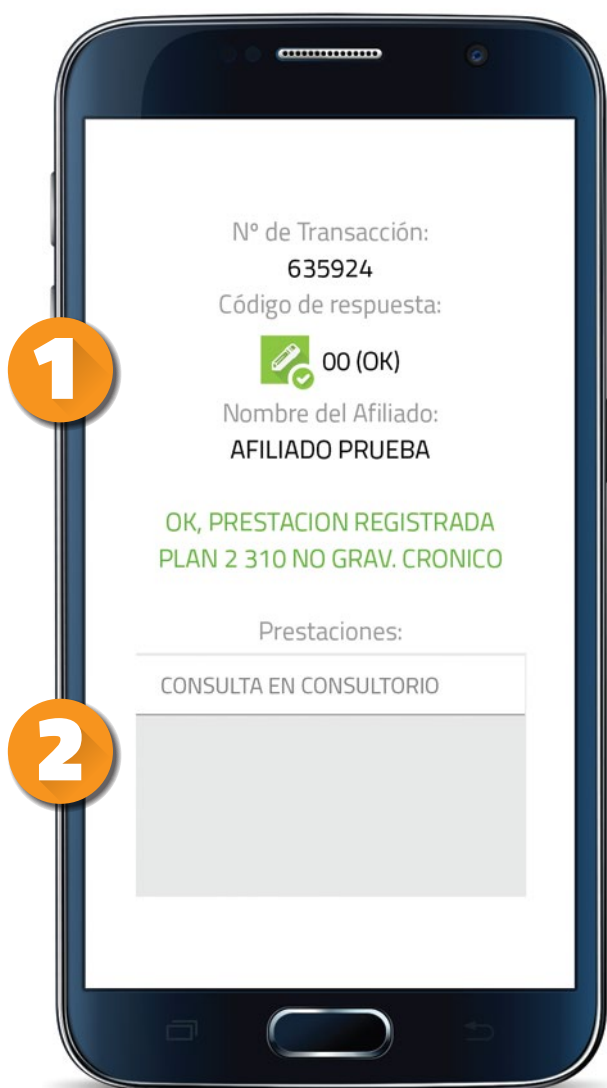 Nº de Transacción:
635924
Código de respuesta:
1
00 (OK)
Nombre del Afiliado:
AFILIADO PRUEBA
OK, PRESTACION REGISTRADA
PLAN 2 310 NO GRAV. CRONICO
Prestaciones:
CONSULTA EN CONSULTORIO
2